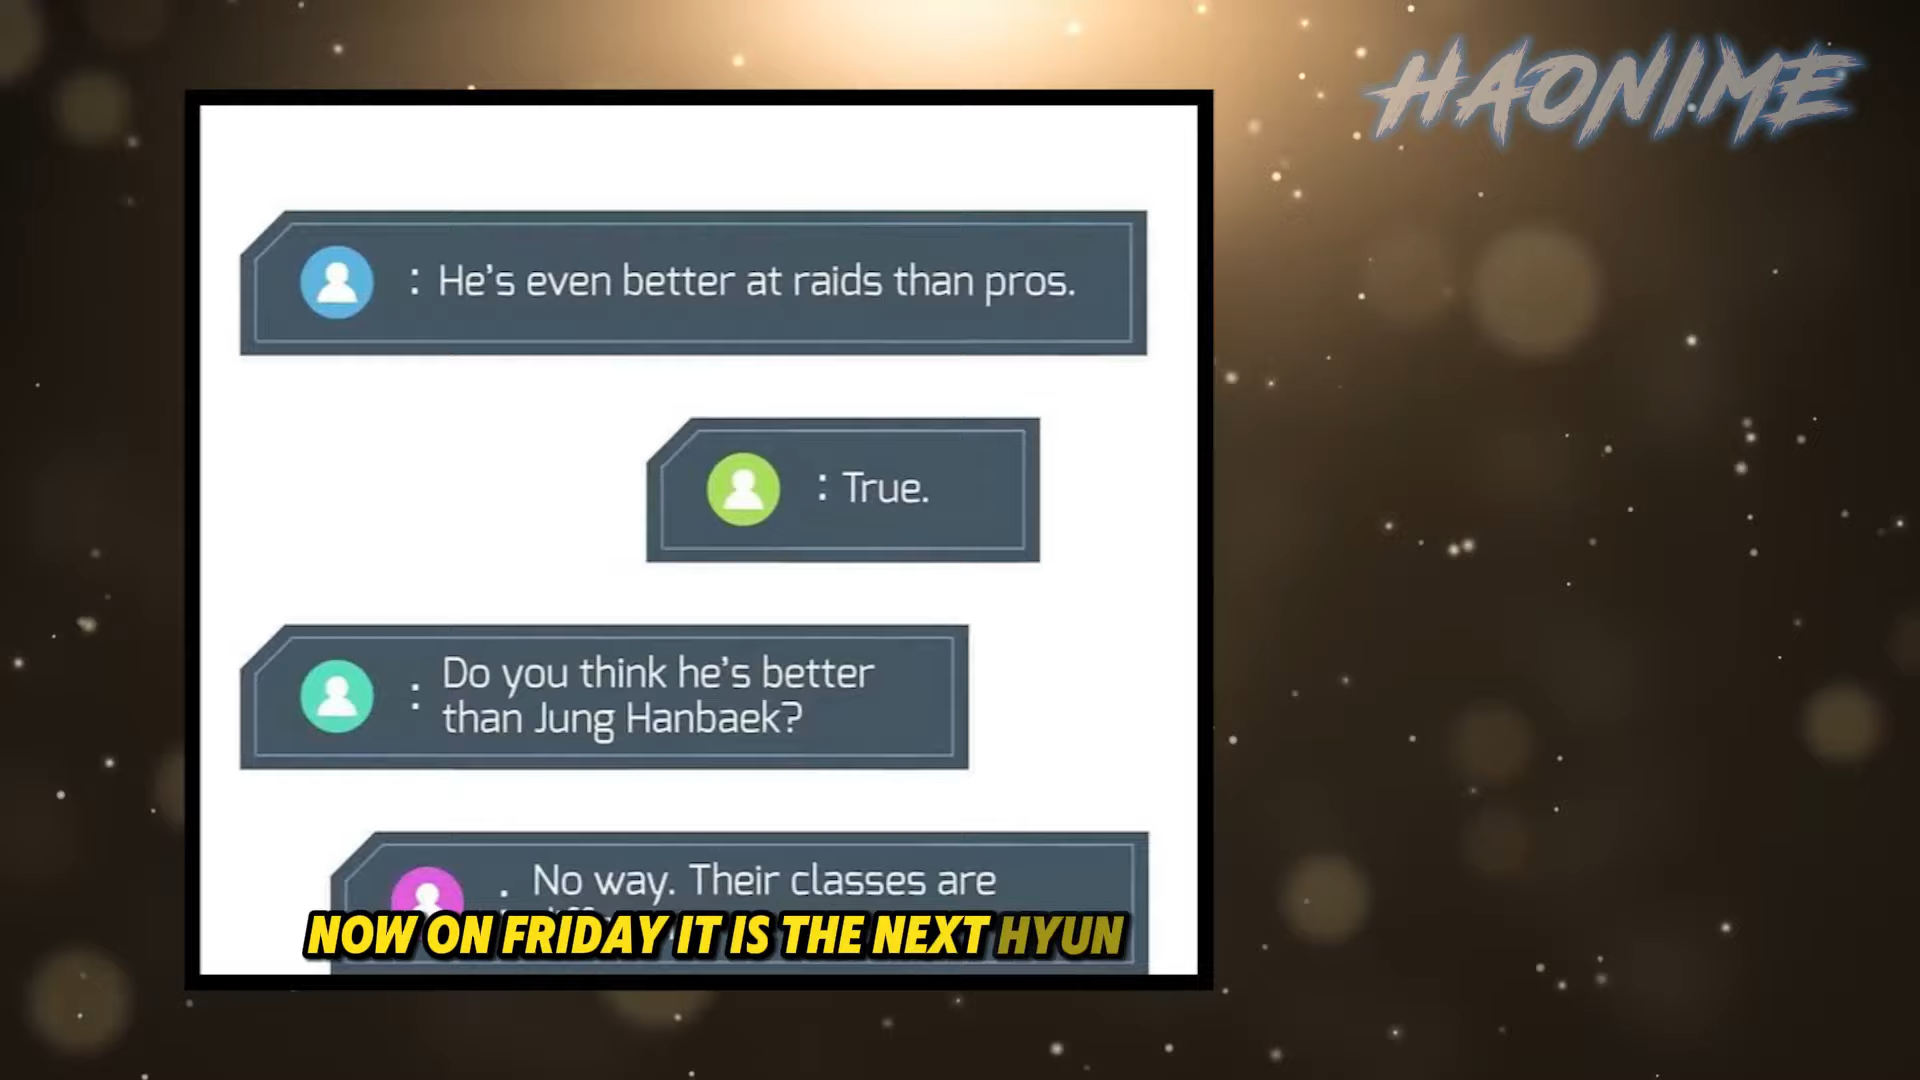 HAONIME
: He's even better at raids than pros.
: True.
: Do you think he's better
than Jung Hanbaek?
: No way. Their classes are
NOW ON FRIDAY IT IS THE NEXT HYUN